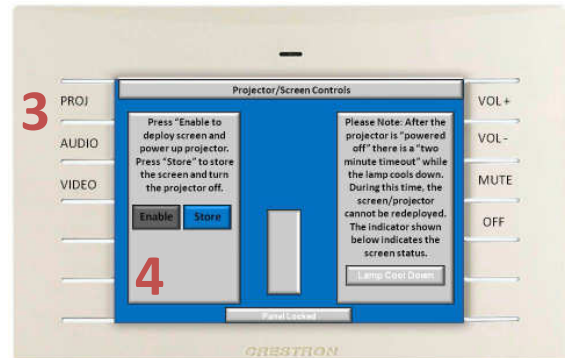 Projector/Screen Controls
3
PROJ
AUDIO
VIDEO
Press "Enable to
deploy screen and
power up projector.
Press "Store" to store
the screen and turn
the projector off.
Enable
Store
4
Please Note: After the
projector is "powered
off" there is a "two
minute timeout" while
the lamp cools down.
During this time, the
screen/projector
cannot be redeployed.
The indicator shown
below indicates the
screen status.
Lamp Cool Down
Panel Locked
VOL+
VOL-
MUTE
OFF
CRESTRON